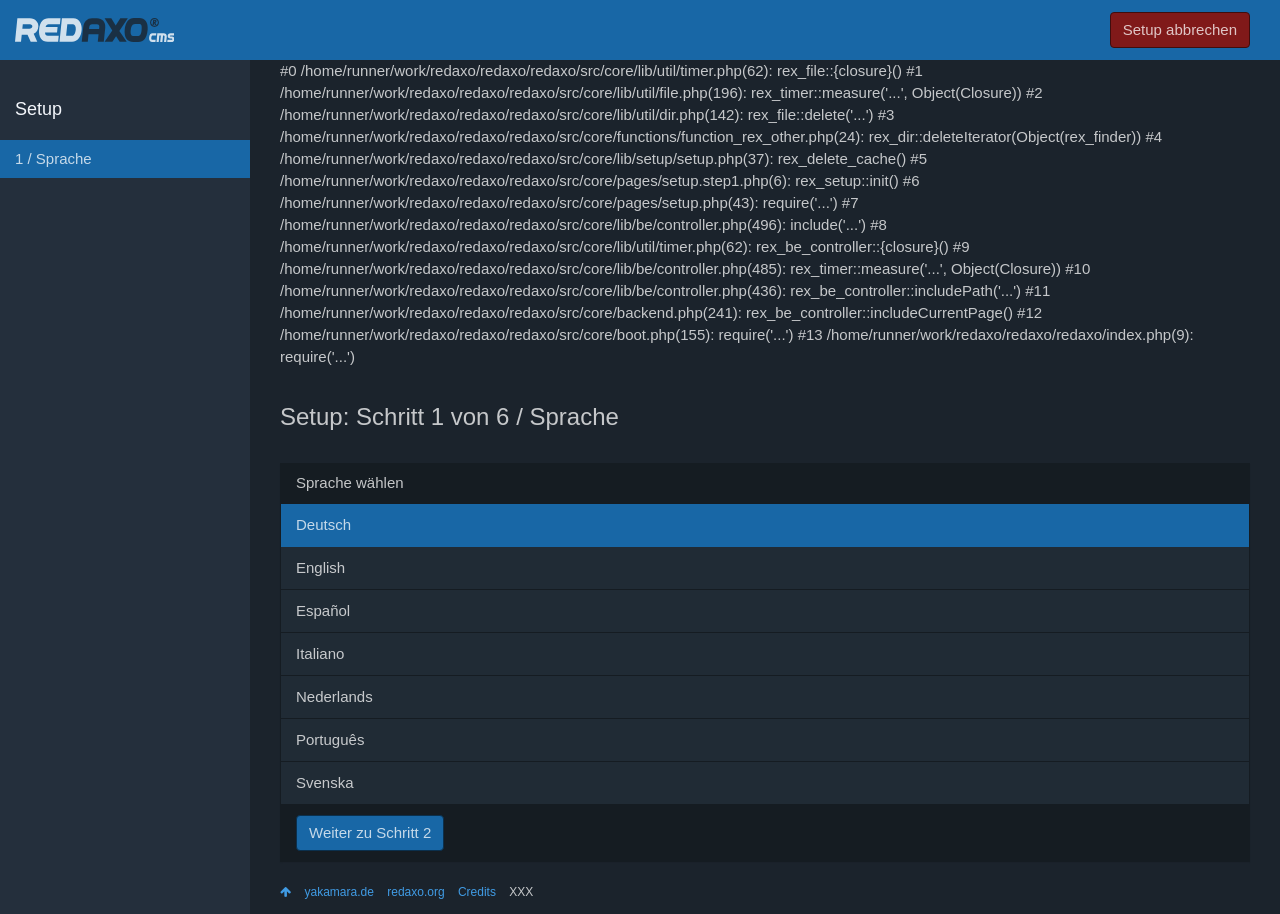 REDAXO® cms
Setup abbrechen
Setup
1 / Sprache
#0 /home/runner/work/redaxo/redaxo/redaxo/src/core/lib/util/timer.php(62): rex_file::{closure}() #1
/home/runner/work/redaxo/redaxo/redaxo/src/core/lib/util/file.php(196): rex_timer::measure('...', Object(Closure)) #2
/home/runner/work/redaxo/redaxo/redaxo/src/core/lib/util/dir.php(142): rex_file::delete('...') #3
/home/runner/work/redaxo/redaxo/redaxo/src/core/functions/function_rex_other.php(24): rex_dir::deleteIterator(Object(rex_finder)) #4
/home/runner/work/redaxo/redaxo/redaxo/src/core/lib/setup/setup.php(37): rex_delete_cache() #5
/home/runner/work/redaxo/redaxo/redaxo/src/core/pages/setup.step1.php(6): rex_setup::init() #6
/home/runner/work/redaxo/redaxo/redaxo/src/core/pages/setup.php(43): require('...') #7
/home/runner/work/redaxo/redaxo/redaxo/src/core/lib/be/controller.php(496): include('...') #8
/home/runner/work/redaxo/redaxo/redaxo/src/core/lib/util/timer.php(62): rex_be_controller::{closure}() #9
/home/runner/work/redaxo/redaxo/redaxo/src/core/lib/be/controller.php(485): rex_timer::measure('...', Object(Closure)) #10
/home/runner/work/redaxo/redaxo/redaxo/src/core/lib/be/controller.php(436): rex_be_controller::includePath('...') #11
/home/runner/work/redaxo/redaxo/redaxo/src/core/backend.php(241): rex_be_controller::includeCurrentPage() #12
/home/runner/work/redaxo/redaxo/redaxo/src/core/boot.php(155): require('...') #13 /home/runner/work/redaxo/redaxo/redaxo/index.php(9):
require('...')
Setup: Schritt 1 von 6 / Sprache
Sprache wählen
Deutsch
English
Español
Italiano
Nederlands
Português
Svenska
Weiter zu Schritt 2
yakamara.de redaxo.org Credits XXX